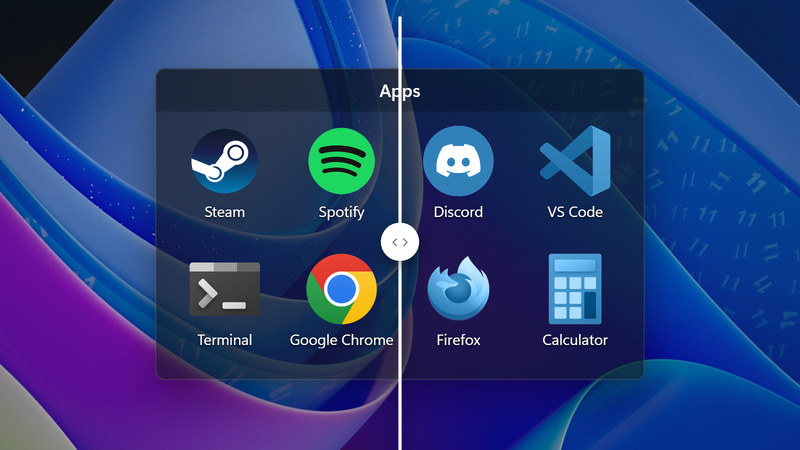 Apps
Steam Spotify Discord VS Code
Terminal Google Chrome Firefox Calculator